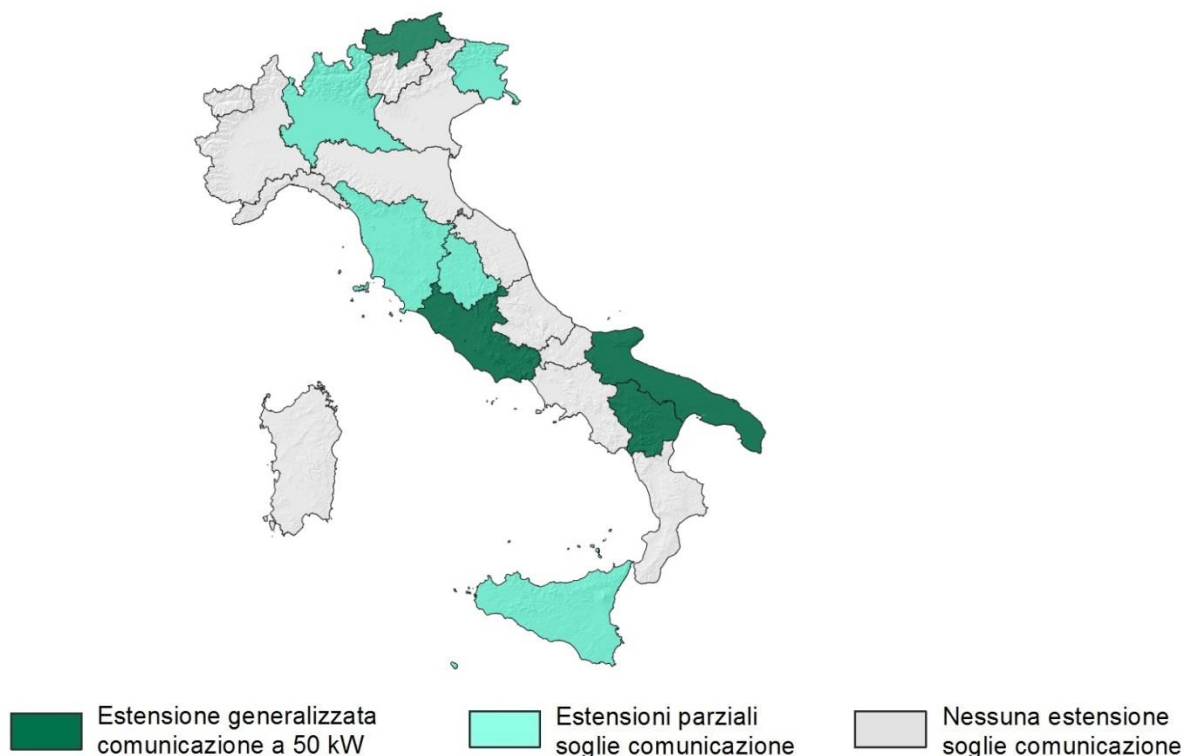 Estensione generalizzata
comunicazione a 50 kW
Estensioni parziali
soglie comunicazione
Nessuna estensione
soglie comunicazione